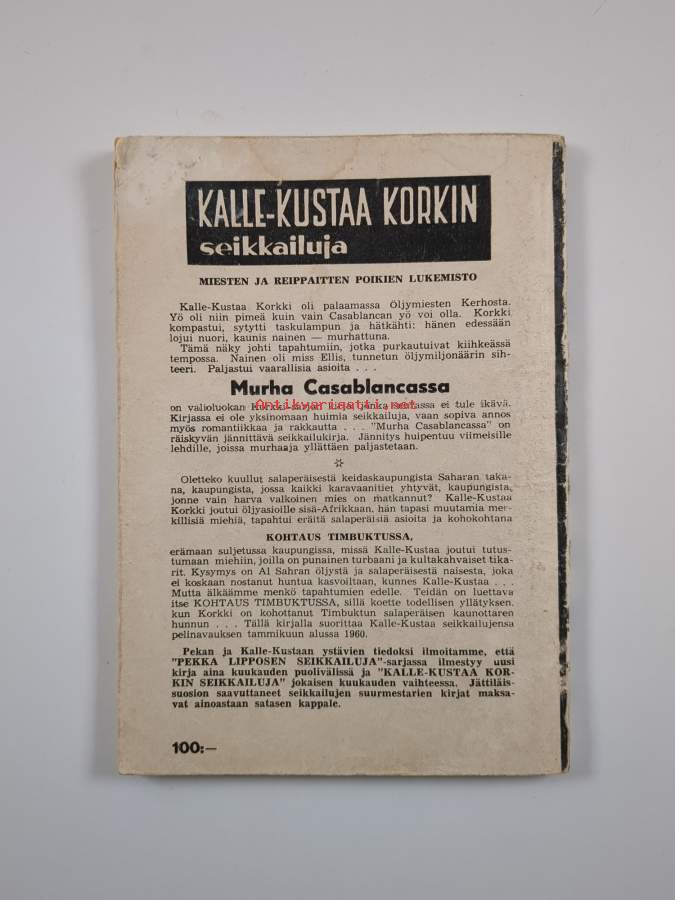 KALLE-KUSTAA KORKIN
seikkailuja
MIESTEN JA REIPPAITTEN POIKIEN LUKEMISTO
Kalle-Kustaa Korkki oli palaamassa Öljymiesten Kerhosta.
Yö oli niin pimeä kuin vain Casablancan yö voi olla. Korkki
kompastui, sytytti taskulampun ja hätkähti: hänen edessään
lojui nuori, kaunis nainen — murhattuna.
Tämä näky johti tapahtumiin, jotka purkautuivat kiihkeässä
tempossa. Nainen oli miss Ellis, tunnetun öljymiljonäärin sih-
teeri. Paljastui vaarallisia asioita . . .
Murha Casablancassa
Antikvariaatti.net
on valioluokan Korkki-sarjan kirja, jonka seurassa ei tule ikävä.
Kirjassa ei ole yksinomaan huimia seikkailuja, vaan sopiva annos
myös romantiikkaa ja rakkautta . . . "Murha Casablancassa" on
räiskyvän jännittävä seikkailukirja. Jännitys huipentuu viimeisille
lehdille, joissa murhaaja yllättäen paljastetaan.
☆
Oletteko kuullut salaperäisestä keidaskaupungista Saharan taka-
na, kaupungista, jossa kaikki karavaanitiet yhtyvät, kaupungista,
jonne vain harva valkoinen mies on matkannut? Kalle-Kustaa
Korkki joutui öljyasioille sisä-Afrikkaan, hän tapasi muutamia mer-
killisiä miehiä, tapahtui eräitä salaperäisiä asioita ja kohokohtana
KOHTAUS TIMBUKTUSSA,
erämaan suljetussa kaupungissa, missä Kalle-Kustaa joutui tutus-
tumaan miehiin, joilla on punainen turbaani ja kultakahvaiset tika-
rit. Kysymys on Al Sahran öljystä ja salaperäisestä naisesta, joka
ei koskaan nostanut huntua kasvoiltaan, kunnes Kalle-Kustaa . . .
Mutta älkäämme menkö tapahtumien edelle. Teidän on luettava
itse KOHTAUS TIMBUKTUSSA, sillä koette todellisen yllätyksen,
kun Korkki on kohottanut Timbuktun salaperäisen kaunottaren
hunnun . . . Tällä kirjalla suorittaa Kalle-Kustaa seikkailujensa
pelinavauksen tammikuun alussa 1960.
Pekan ja Kalle-Kustaan ystävien tiedoksi ilmoitamme, että
"PEKKA LIPPOSEN SEIKKAILUJA"-sarjassa ilmestyy uusi
kirja aina kuukauden puolivälissä ja "KALLE-KUSTAA KOR-
KIN SEIKKAILUJA" jokaisen kuukauden vaihteessa. Jättiläis-
suosion saavuttaneet seikkailujen suurmestarien kirjat maksa-
vat ainoastaan satasen kappale.
100:—